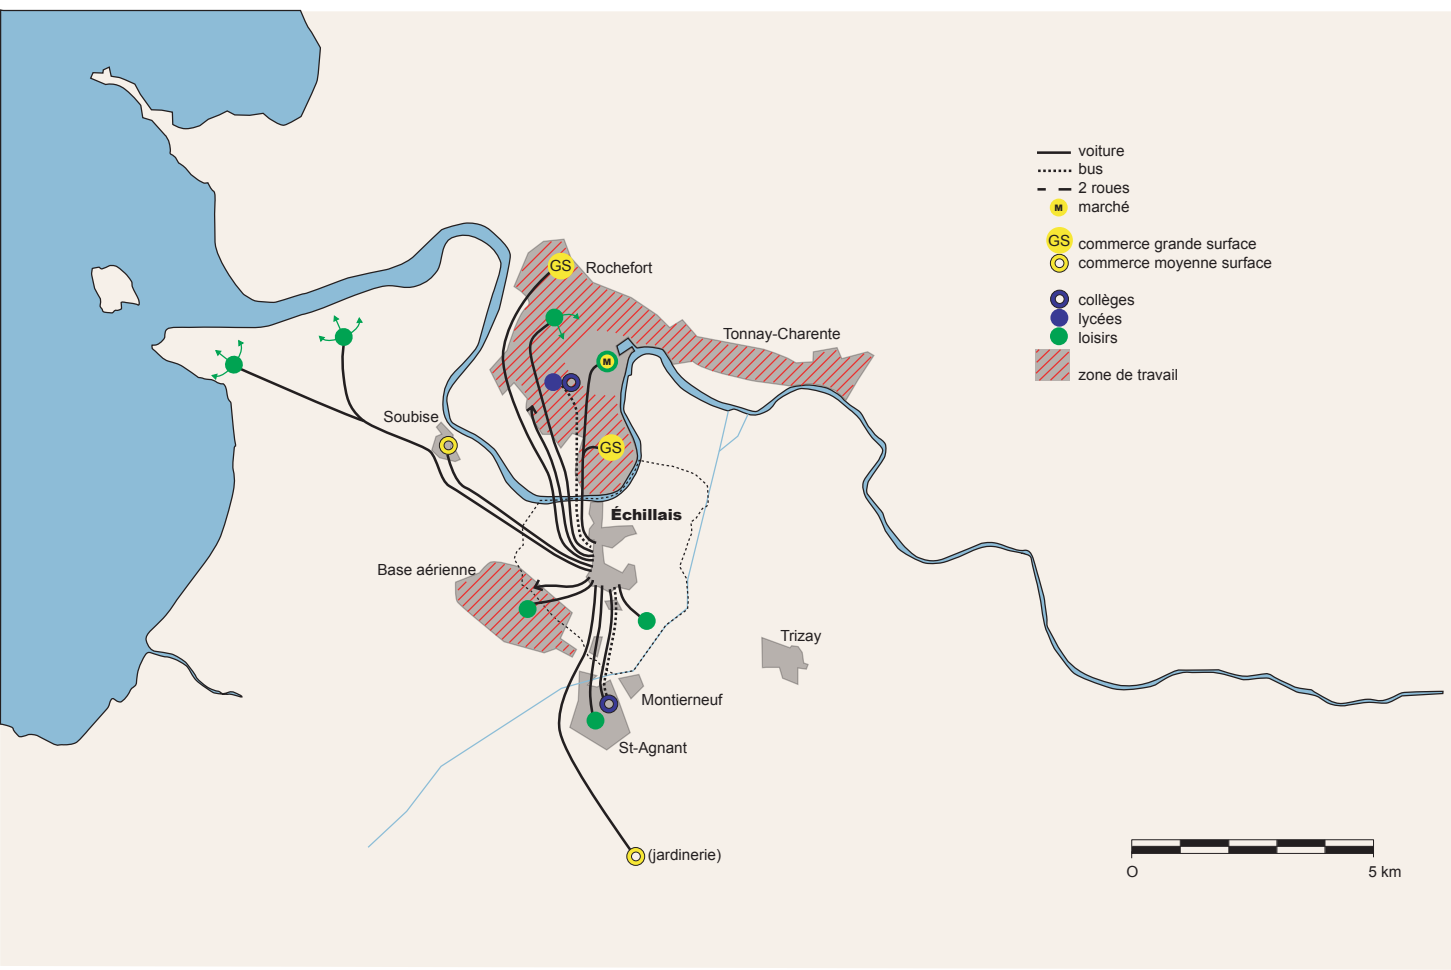 voiture
bus
2 roues
M marché
GS commerce grande surface
commerce moyenne surface
collèges
lycées
loisirs
zone de travail
GS Rochefort
Tonnay-Charente
M
Soubise
GS
Échillais
Base aérienne
Trizay
Montierneuf
St-Agnant
(jardinerie)
O 5 km